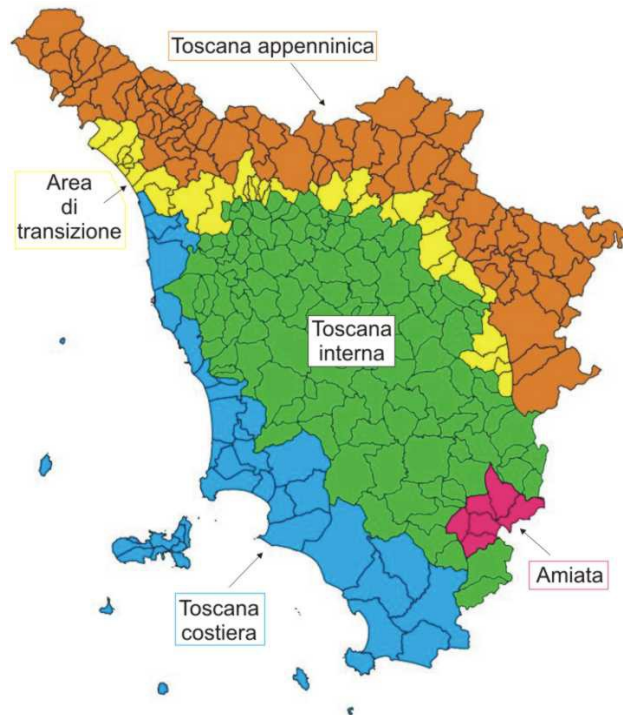 Toscana appenninica
Area
di
transizione
Toscana
interna
Amiata
Toscana
costiera